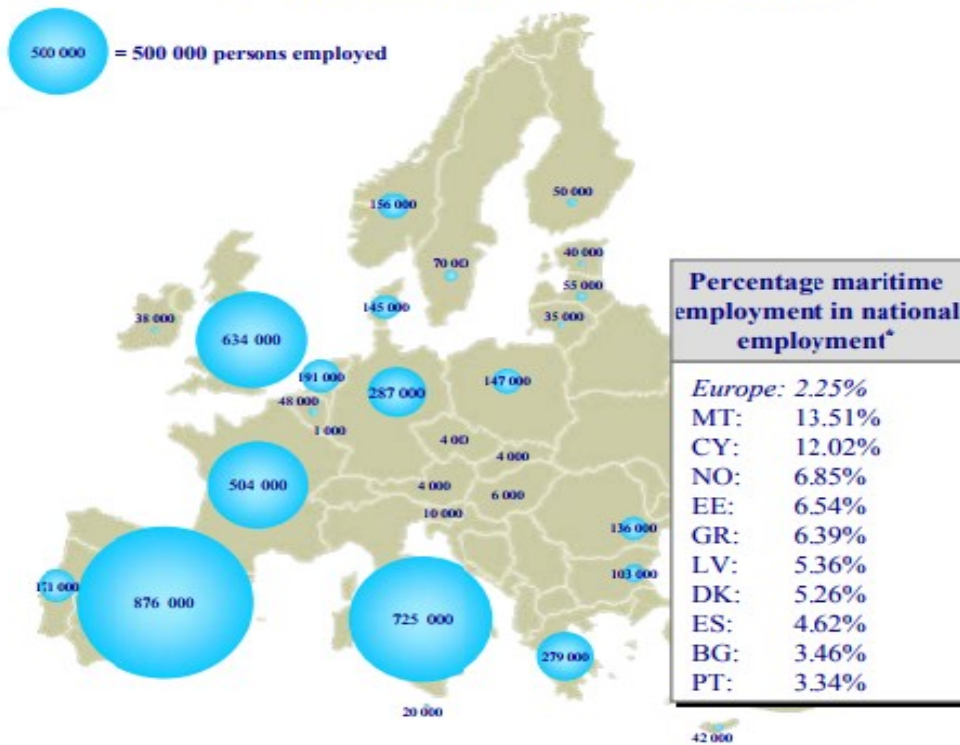 500 000
= 500 000 persons employed
50 000
156 000
40 000
70 000
55 000
145 000
38 000
35 000
634 000
191 000
147 000
287 000
48 000
1 000
4 000
4 000
504 000
4 000
6 000
10 000
136 000
103 000
171 000
876 000
725 000
279 000
20 000
42 000
Percentage maritime
employment in national
employment*
Europe: 2.25%
MT: 13.51%
CY: 12.02%
NO: 6.85%
EE: 6.54%
GR: 6.39%
LV: 5.36%
DK: 5.26%
ES: 4.62%
BG: 3.46%
PT: 3.34%